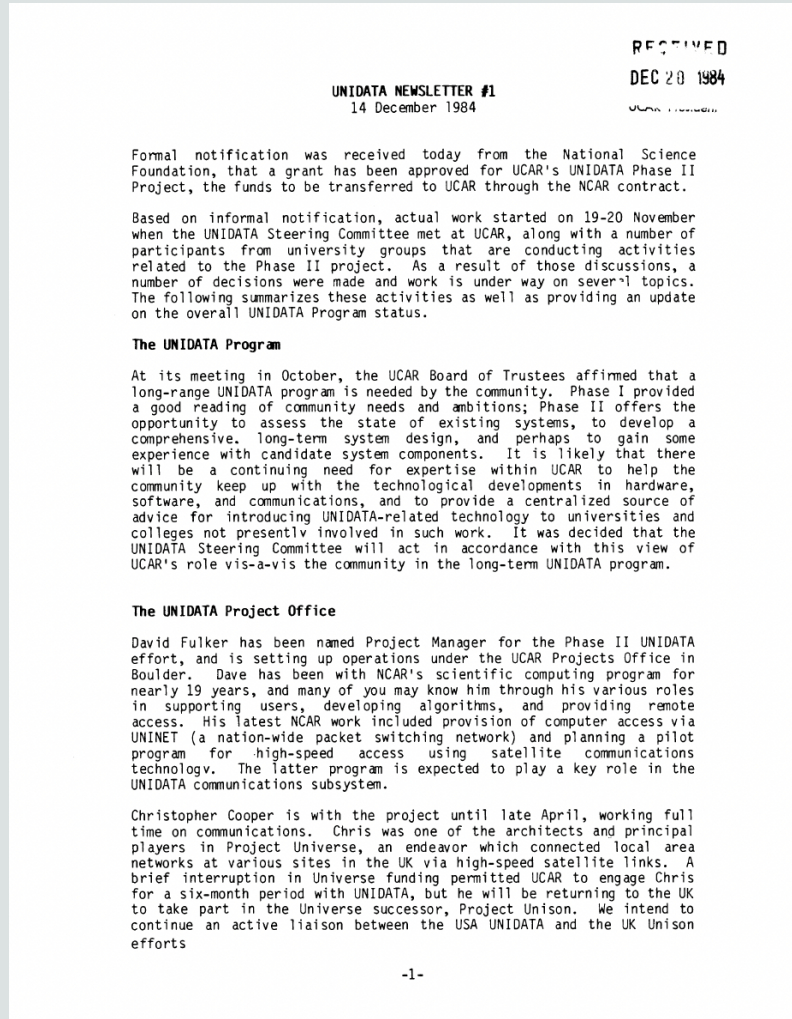 RECEIVED
DEC 20 1984
UNIDATA NEWSLETTER #1
14 December 1984
Formal notification was received today from the National Science
Foundation, that a grant has been approved for UCAR's UNIDATA Phase II
Project, the funds to be transferred to UCAR through the NCAR contract.
Based on informal notification, actual work started on 19-20 November
when the UNIDATA Steering Committee met at UCAR, along with a number of
participants from university groups that are conducting activities
related to the Phase II project. As a result of those discussions, a
number of decisions were made and work is under way on several topics.
The following summarizes these activities as well as providing an update
on the overall UNIDATA Program status.
The UNIDATA Program
At its meeting in October, the UCAR Board of Trustees affirmed that a
long-range UNIDATA program is needed by the community. Phase I provided
a good reading of community needs and ambitions; Phase II offers the
opportunity to assess the state of existing systems, to develop a
comprehensive. long-term system design, and perhaps to gain some
experience with candidate system components. It is likely that there
will be a continuing need for expertise within UCAR to help the
community keep up with the technological developments in hardware,
software, and communications, and to provide a centralized source of
advice for introducing UNIDATA-related technology to universities and
colleges not presently involved in such work. It was decided that the
UNIDATA Steering Committee will act in accordance with this view of
UCAR's role vis-a-vis the community in the long-term UNIDATA program.
The UNIDATA Project Office
David Fulker has been named Project Manager for the Phase II UNIDATA
effort, and is setting up operations under the UCAR Projects Office in
Boulder. Dave has been with NCAR's scientific computing program for
nearly 19 years, and many of you may know him through his various roles
in supporting users, developing algorithms, and providing remote
access. His latest NCAR work included provision of computer access via
UNINET (a nation-wide packet switching network) and planning a pilot
program for high-speed access using satellite communications
technology. The latter program is expected to play a key role in the
UNIDATA communications subsystem.
Christopher Cooper is with the project until late April, working full
time on communications. Chris was one of the architects and principal
players in Project Universe, an endeavor which connected local area
networks at various sites in the UK via high-speed satellite links. A
brief interruption in Universe funding permitted UCAR to engage Chris
for a six-month period with UNIDATA, but he will be returning to the UK
to take part in the Universe successor, Project Unison. We intend to
continue an active liaison between the USA UNIDATA and the UK Unison
efforts
-1-